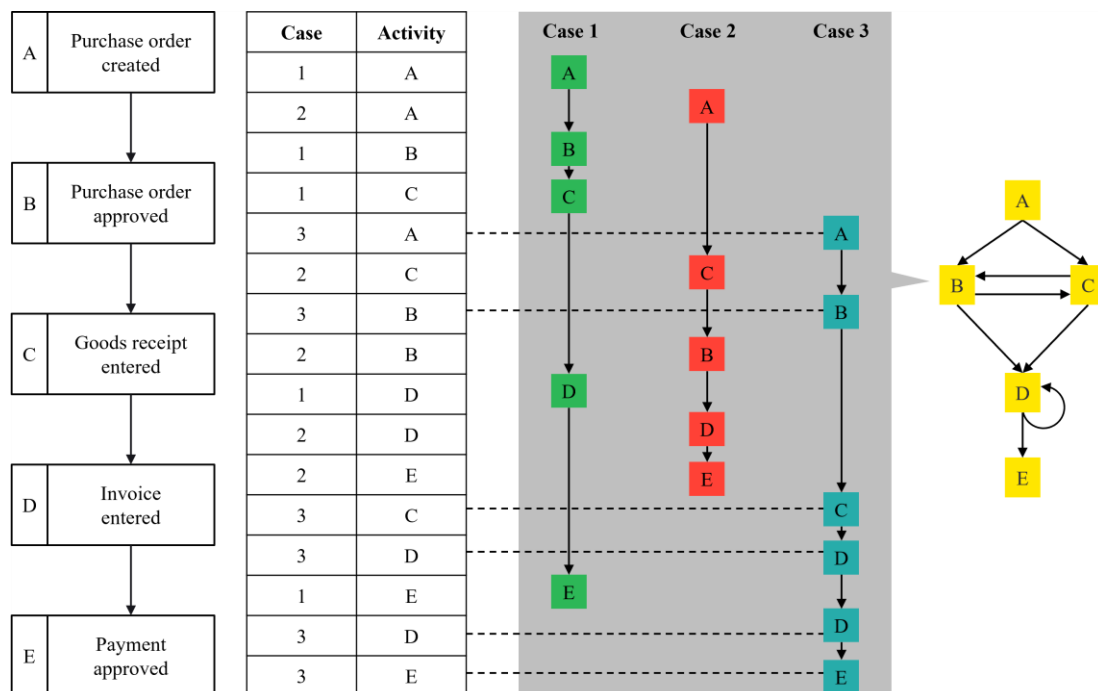 A
Purchase order
created
B
Purchase order
approved
C
Goods receipt
entered
D
Invoice
entered
E
Payment
approved
Case Activity
1 A
2 A
1 B
1 C
3 A
2 C
3 B
2 B
1 D
2 D
2 E
3 C
3 D
1 E
3 D
3 E
Case 1
A
B
C
D
E
Case 2
A
C
B
D
E
Case 3
A
B
C
D
D
E
A
B C
D
E